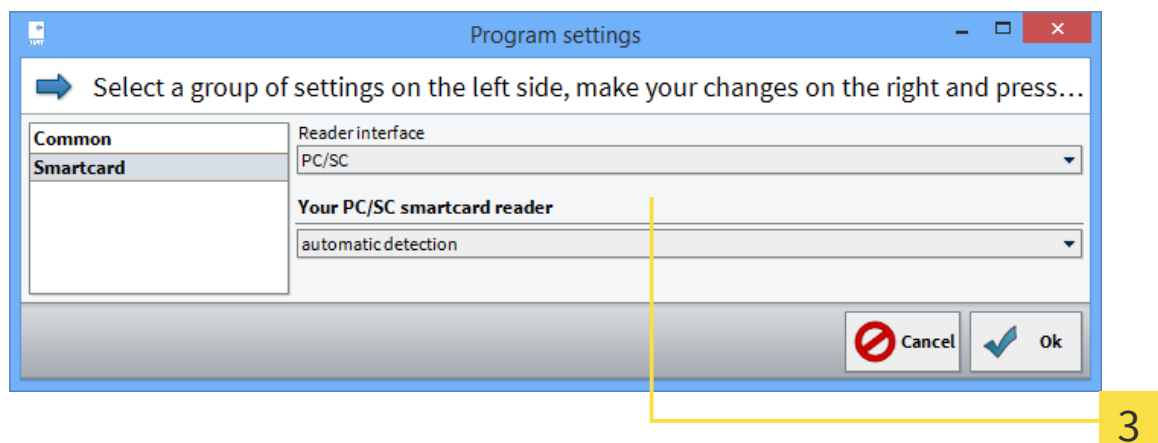 Program settings
Select a group of settings on the left side, make your changes on the right and press...
Common
Smartcard
Reader interface
PC/SC
Your PC/SC smartcard reader
automatic detection
Cancel
Ok
3